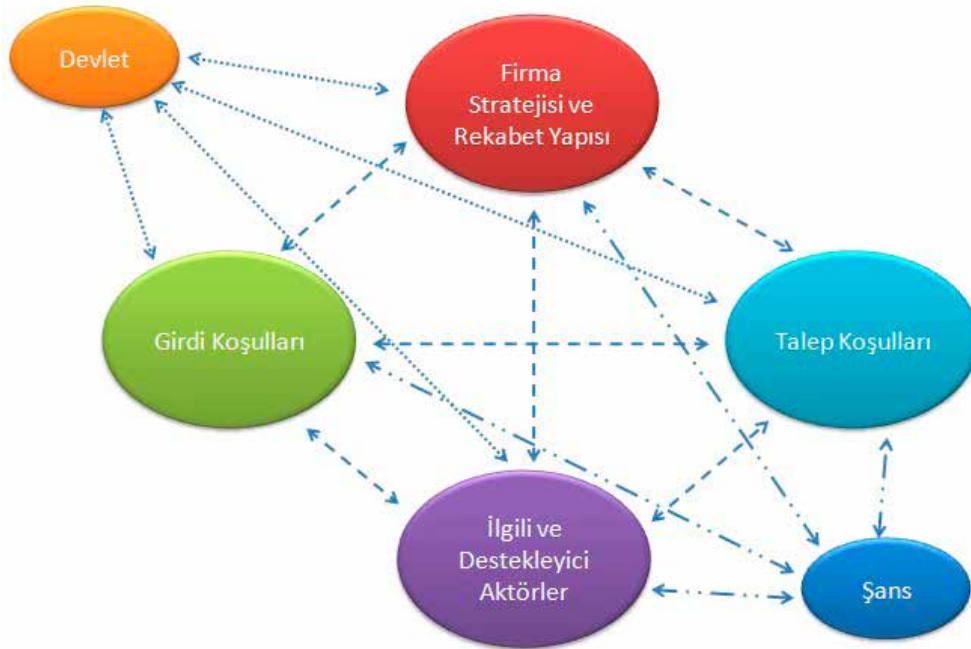 Devlet
Firma
Stratejisi ve
Rekabet Yapısı
Girdi Koşulları
Talep Koşulları
İlgili ve
Destekleyici
Aktörler
Şans